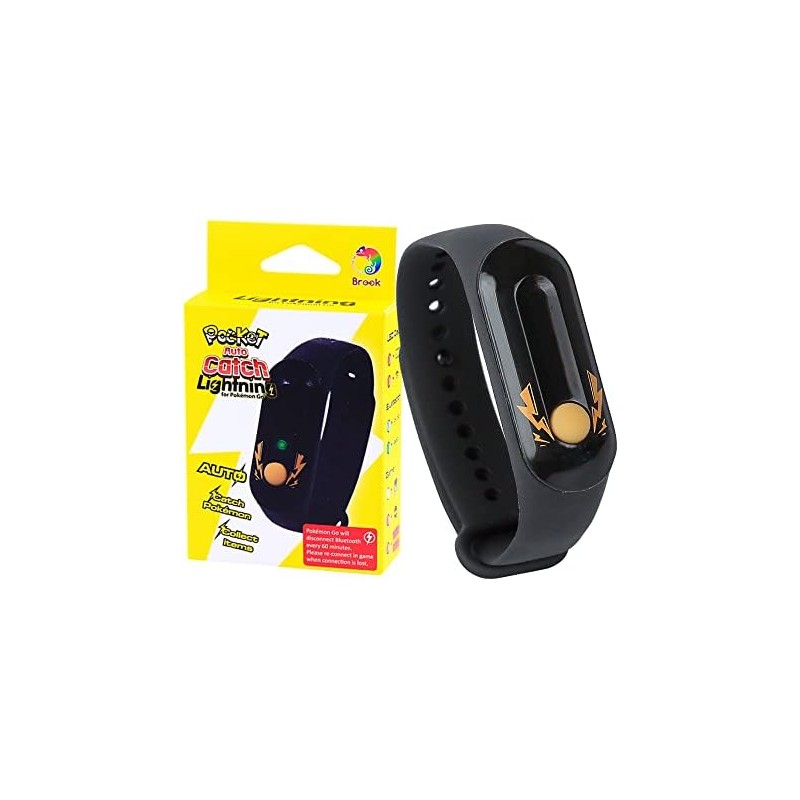 Brook
Lightning
Pocket
Auto
Catch
Lightning
for Pokémon Go
AUTO
Catch
Pokémon
Collect
Items
Pokémon Go will
disconnect Bluetooth
every 60 minutes.
Please re-connect in game
when connection is lost.